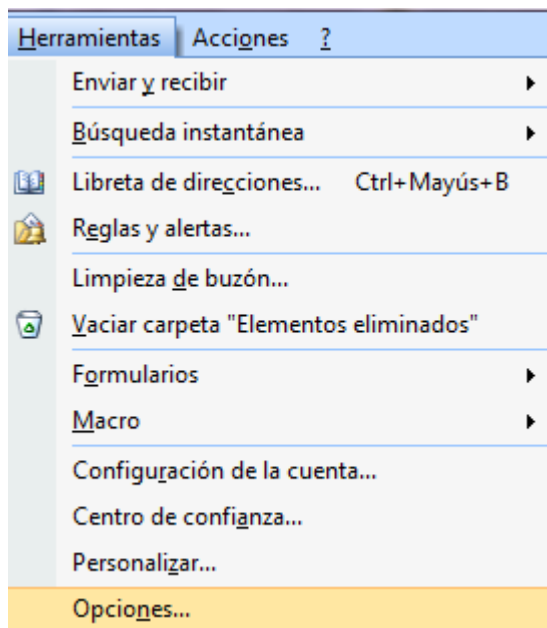 Herramientas Acciones ?
Enviar y recibir
Búsqueda instantánea
Libreta de direcciones... Ctrl+Mayús+B
Reglas y alertas...
Limpieza de buzón...
Vaciar carpeta "Elementos eliminados"
Formularios
Macro
Configuración de la cuenta...
Centro de confianza...
Personalizar...
Opciones...